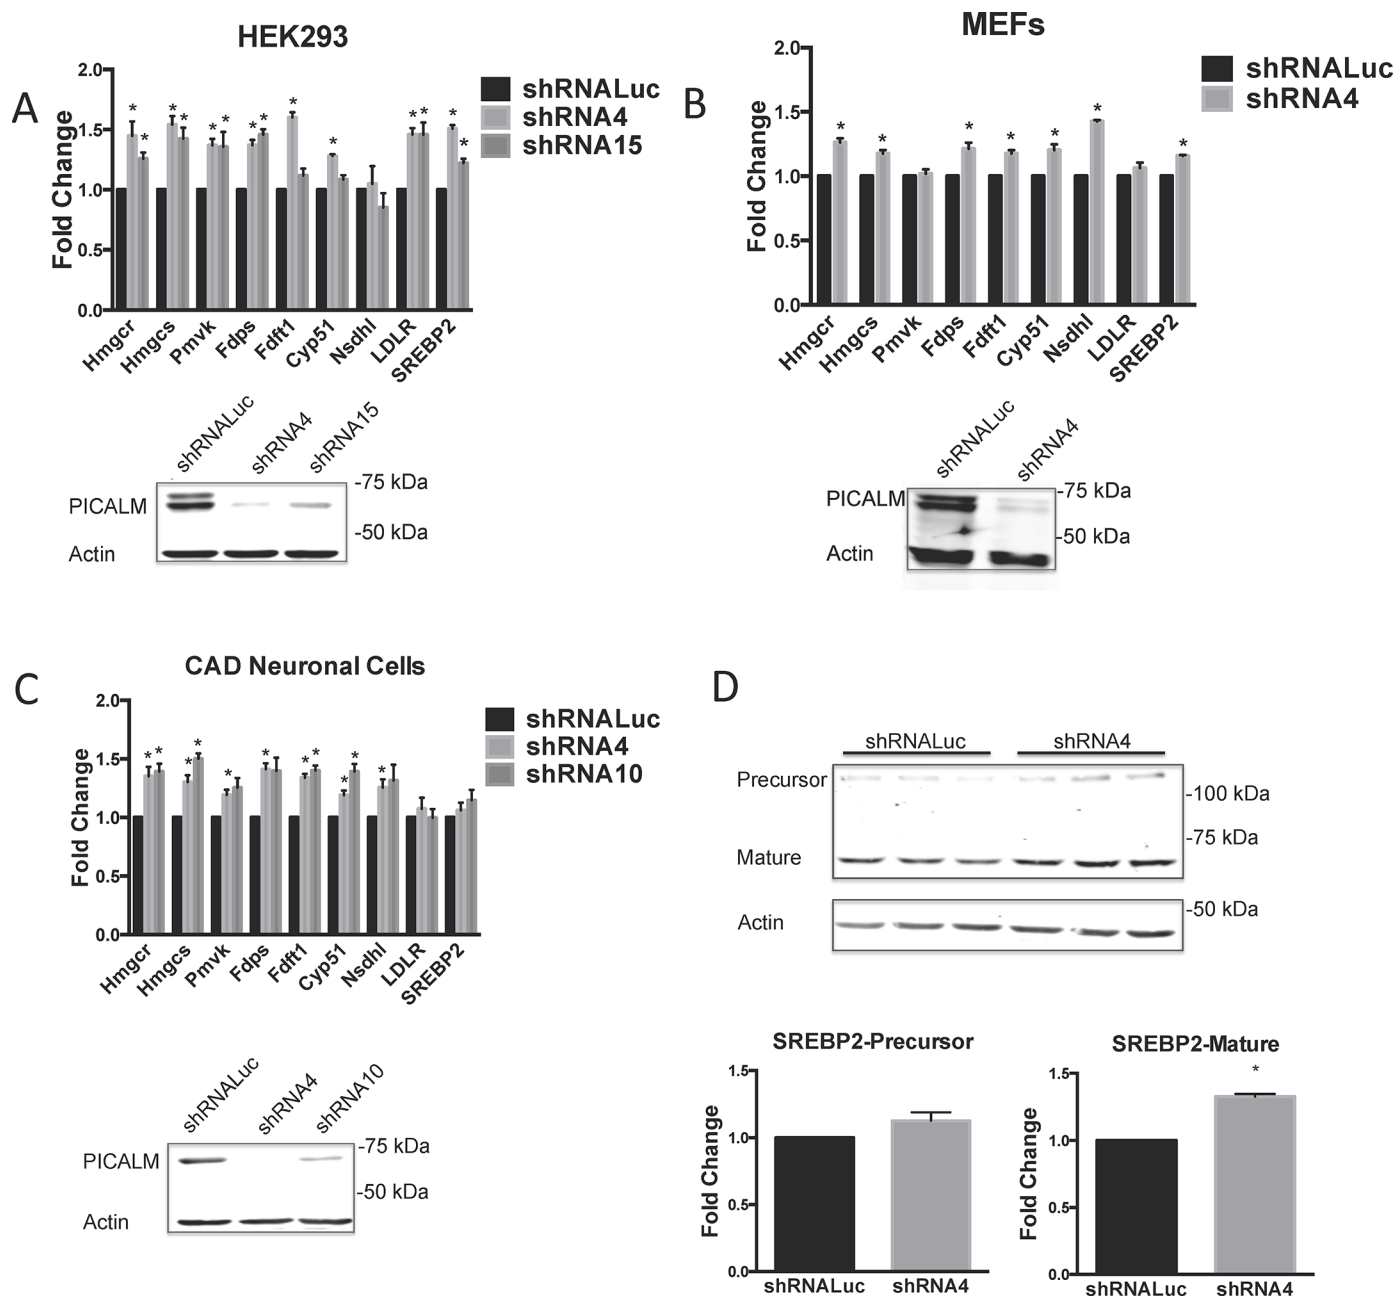 A
HEK293
Fold Change
2.0
1.5
1.0
0.5
0.0
* * * * * * * * * * * * * *
Hmgcr Hmgcs Pmvk Fdps Fdft1 Cyp51 Nsdhl LDLR SREBP2
shRNALuc
shRNA4
shRNA15
shRNALuc shRNA4 shRNA15
PICALM
Actin
-75 kDa
-50 kDa
B
MEFs
Fold Change
2.0
1.5
1.0
0.5
0.0
* * * * * * *
Hmgcr Hmgcs Pmvk Fdps Fdft1 Cyp51 Nsdhl LDLR SREBP2
shRNALuc
shRNA4
shRNALuc shRNA4
PICALM
Actin
-75 kDa
-50 kDa
C
CAD Neuronal Cells
Fold Change
2.0
1.5
1.0
0.5
0.0
* * * * * * * * * * *
Hmgcr Hmgcs Pmvk Fdps Fdft1 Cyp51 Nsdhl LDLR SREBP2
shRNALuc
shRNA4
shRNA10
shRNALuc shRNA4 shRNA10
PICALM
Actin
-75 kDa
-50 kDa
D
shRNALuc shRNA4
Precursor
Mature
Actin
-100 kDa
-75 kDa
-50 kDa
SREBP2-Precursor
Fold Change
1.5
1.0
0.5
0.0
shRNALuc shRNA4
SREBP2-Mature
Fold Change
1.5
1.0
0.5
0.0
*
shRNALuc shRNA4